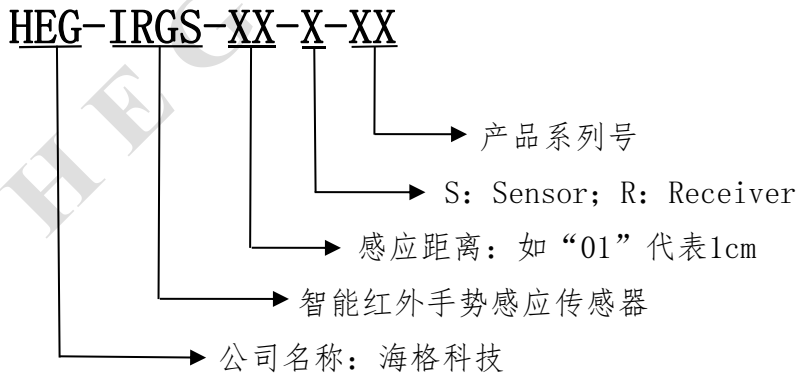 HEG-IRGS-XX-X-XX
产品系列号
S: Sensor; R: Receiver
感应距离：如“01”代表1cm
智能红外手势感应传感器
公司名称：海格科技
HEG